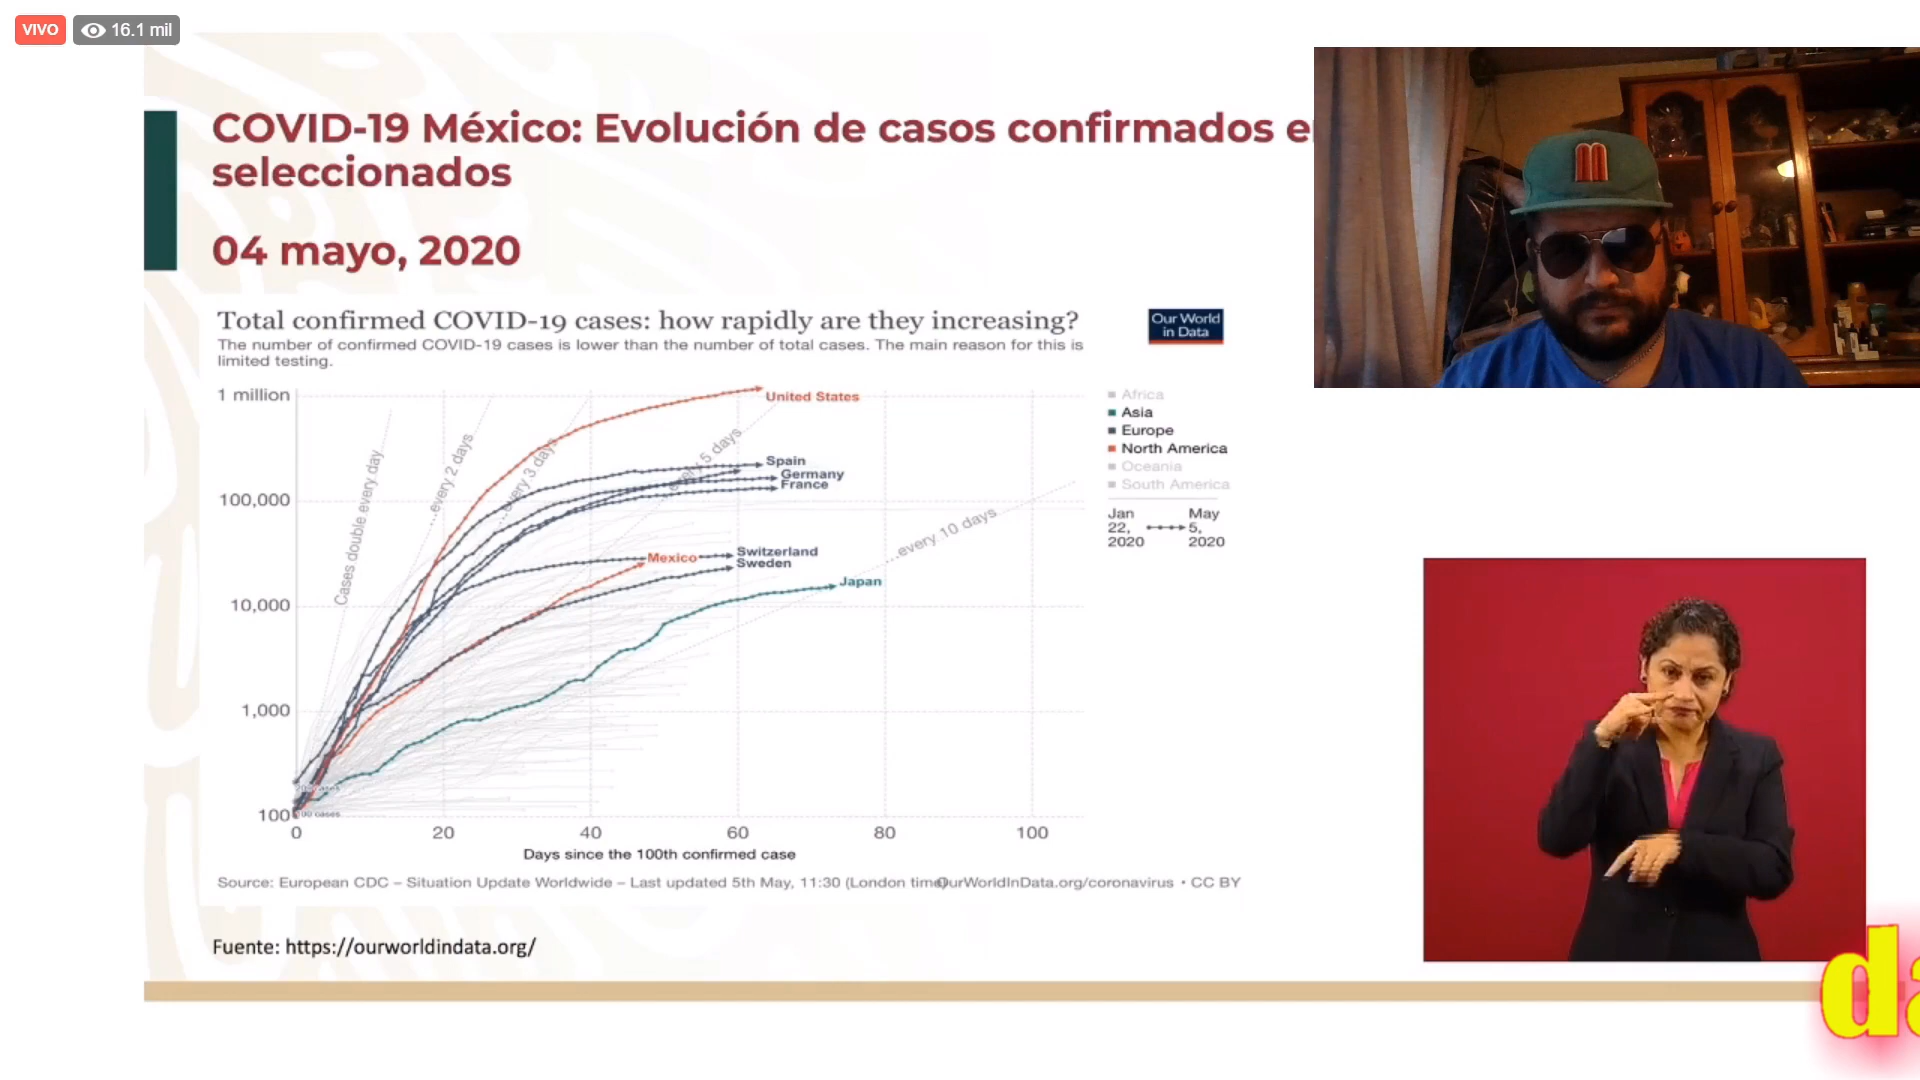 VIVO
16.1 mil
COVID-19 México: Evolución de casos confirmados
seleccionados
04 mayo, 2020
Total confirmed COVID-19 cases: how rapidly are they increasing?
Our World
in Data
The number of confirmed COVID-19 cases is lower than the number of total cases. The main reason for this is
limited testing.
1 million
100,000
10,000
1,000
100
0
20
40
60
80
100
Cases double every day
...every 2 days
...every 3 days
every 5 days
...every 10 days
United States
Spain
Germany
France
Mexico
Switzerland
Sweden
Japan
Africa
Asia
Europe
North America
Oceania
South America
Jan
22,
2020
May
5,
2020
Days since the 100th confirmed case
Source: European CDC – Situation Update Worldwide – Last updated 5th May, 11:30 (London time)
OurWorldInData.org/coronavirus • CC BY
Fuente: https://ourworldindata.org/